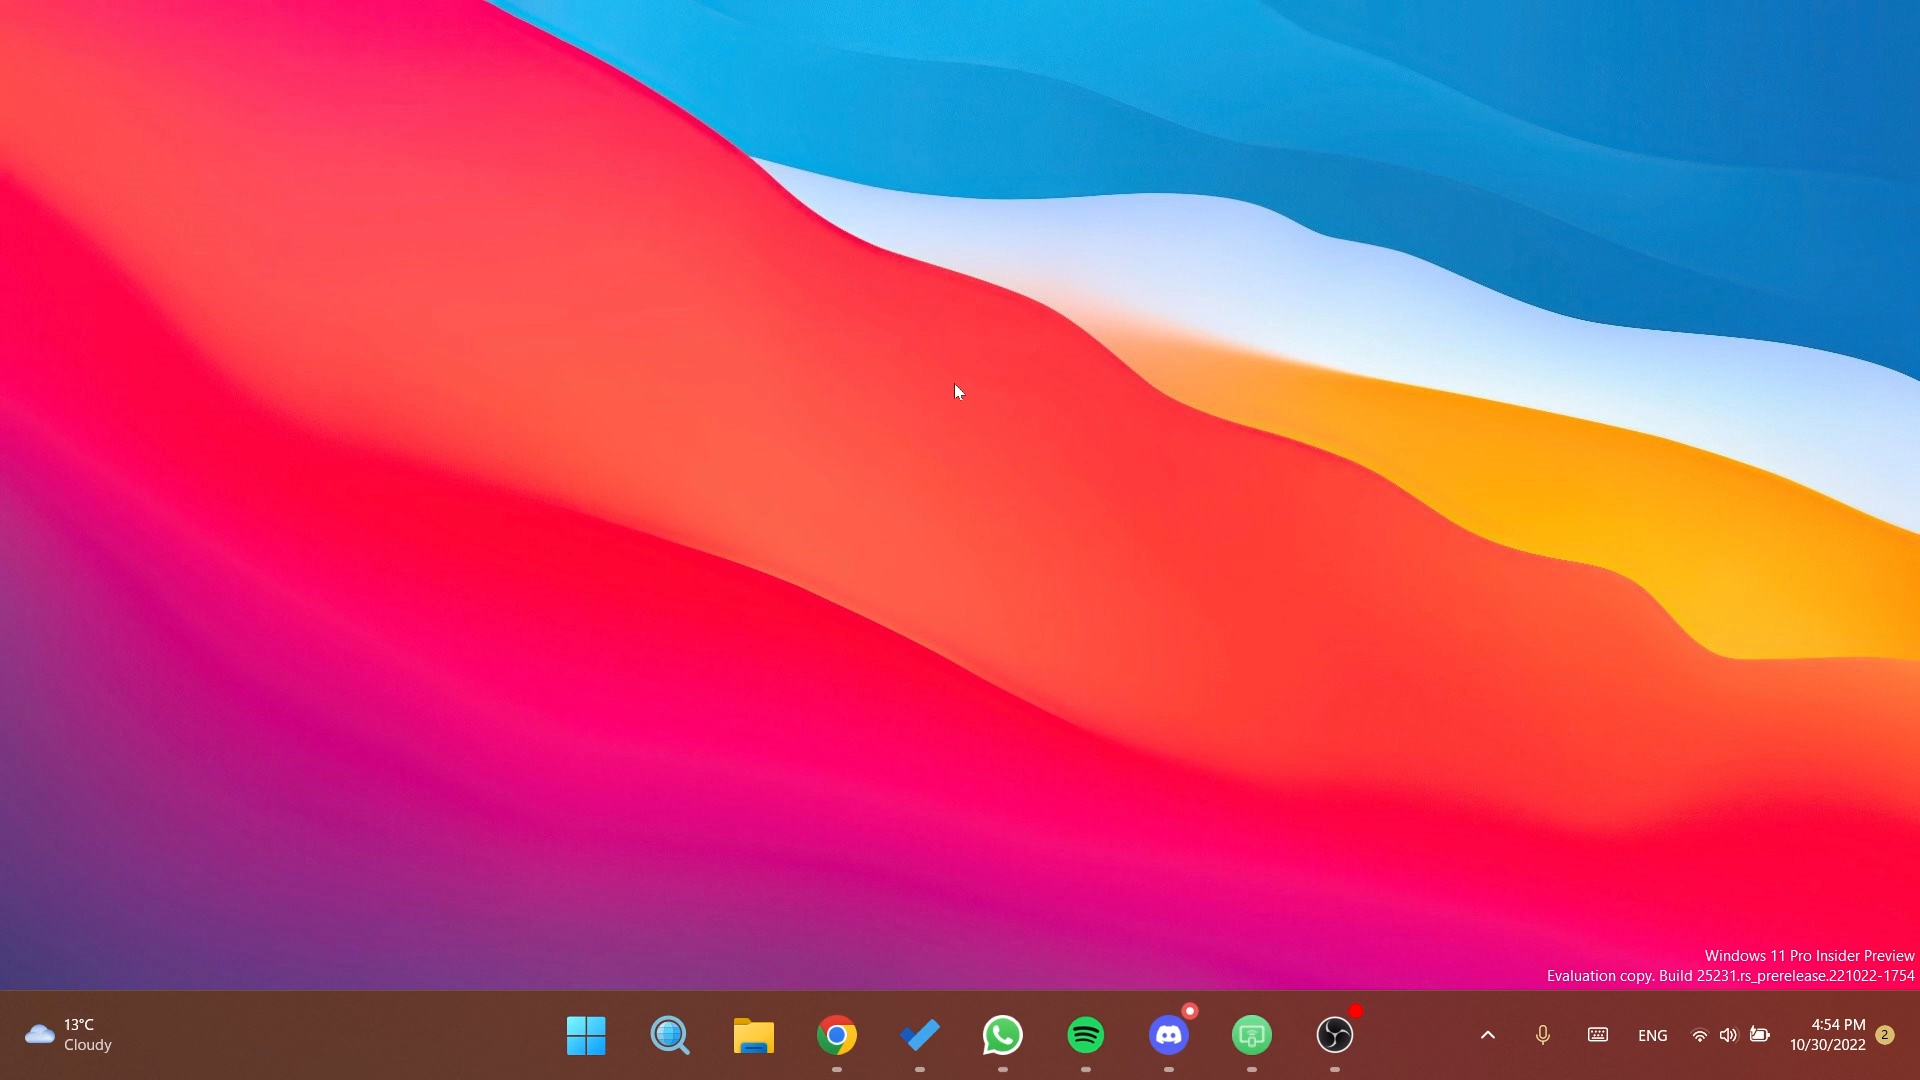 Windows 11 Pro Insider Preview
Evaluation copy. Build 25231.rs_prerelease.221022-1754
13°C
Cloudy
ENG
4:54 PM
10/30/2022
2